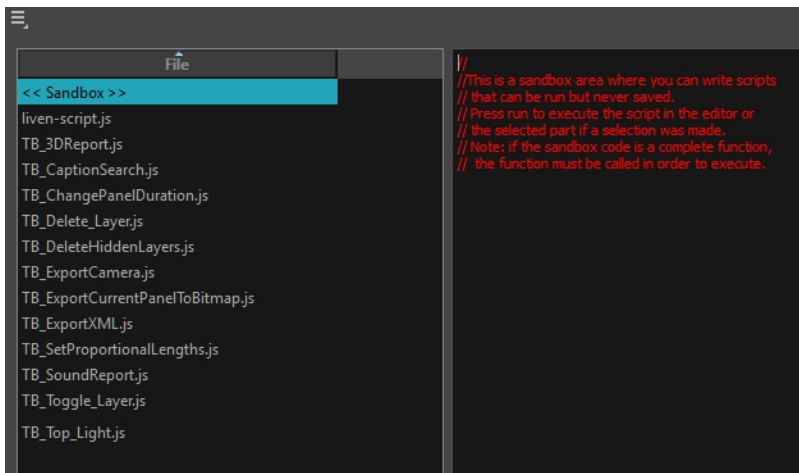 File
<< Sandbox >>
liven-script.js
TB_3DReport.js
TB_CaptionSearch.js
TB_ChangePanelDuration.js
TB_Delete_Layer.js
TB_DeleteHiddenLayers.js
TB_ExportCamera.js
TB_ExportCurrentPanelToBitmap.js
TB_ExportXML.js
TB_SetProportionalLengths.js
TB_SoundReport.js
TB_Toggle_Layer.js
TB_Top_Light.js
//
//This is a sandbox area where you can write scripts
// that can be run but never saved.
// Press run to execute the script in the editor or
// the selected part if a selection was made.
// Note: if the sandbox code is a complete function,
//  the function must be called in order to execute.